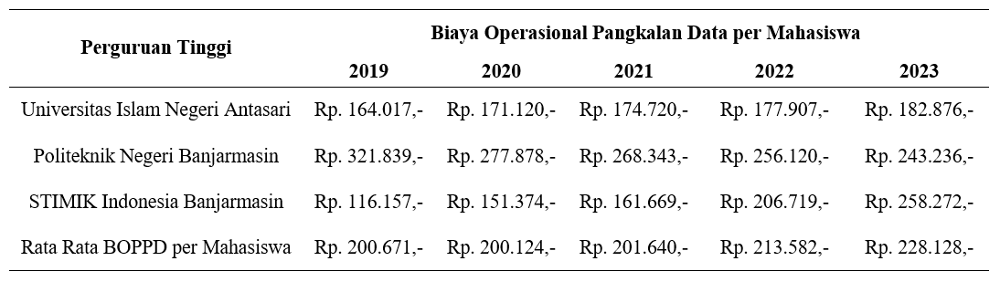 Perguruan Tinggi Biaya Operasional Pangkalan Data per Mahasiswa
2019 2020 2021 2022 2023
Universitas Islam Negeri Antasari Rp. 164.017,- Rp. 171.120,- Rp. 174.720,- Rp. 177.907,- Rp. 182.876,-
Politeknik Negeri Banjarmasin Rp. 321.839,- Rp. 277.878,- Rp. 268.343,- Rp. 256.120,- Rp. 243.236,-
STIMIK Indonesia Banjarmasin Rp. 116.157,- Rp. 151.374,- Rp. 161.669,- Rp. 206.719,- Rp. 258.272,-
Rata Rata BOPPD per Mahasiswa Rp. 200.671,- Rp. 200.124,- Rp. 201.640,- Rp. 213.582,- Rp. 228.128,-